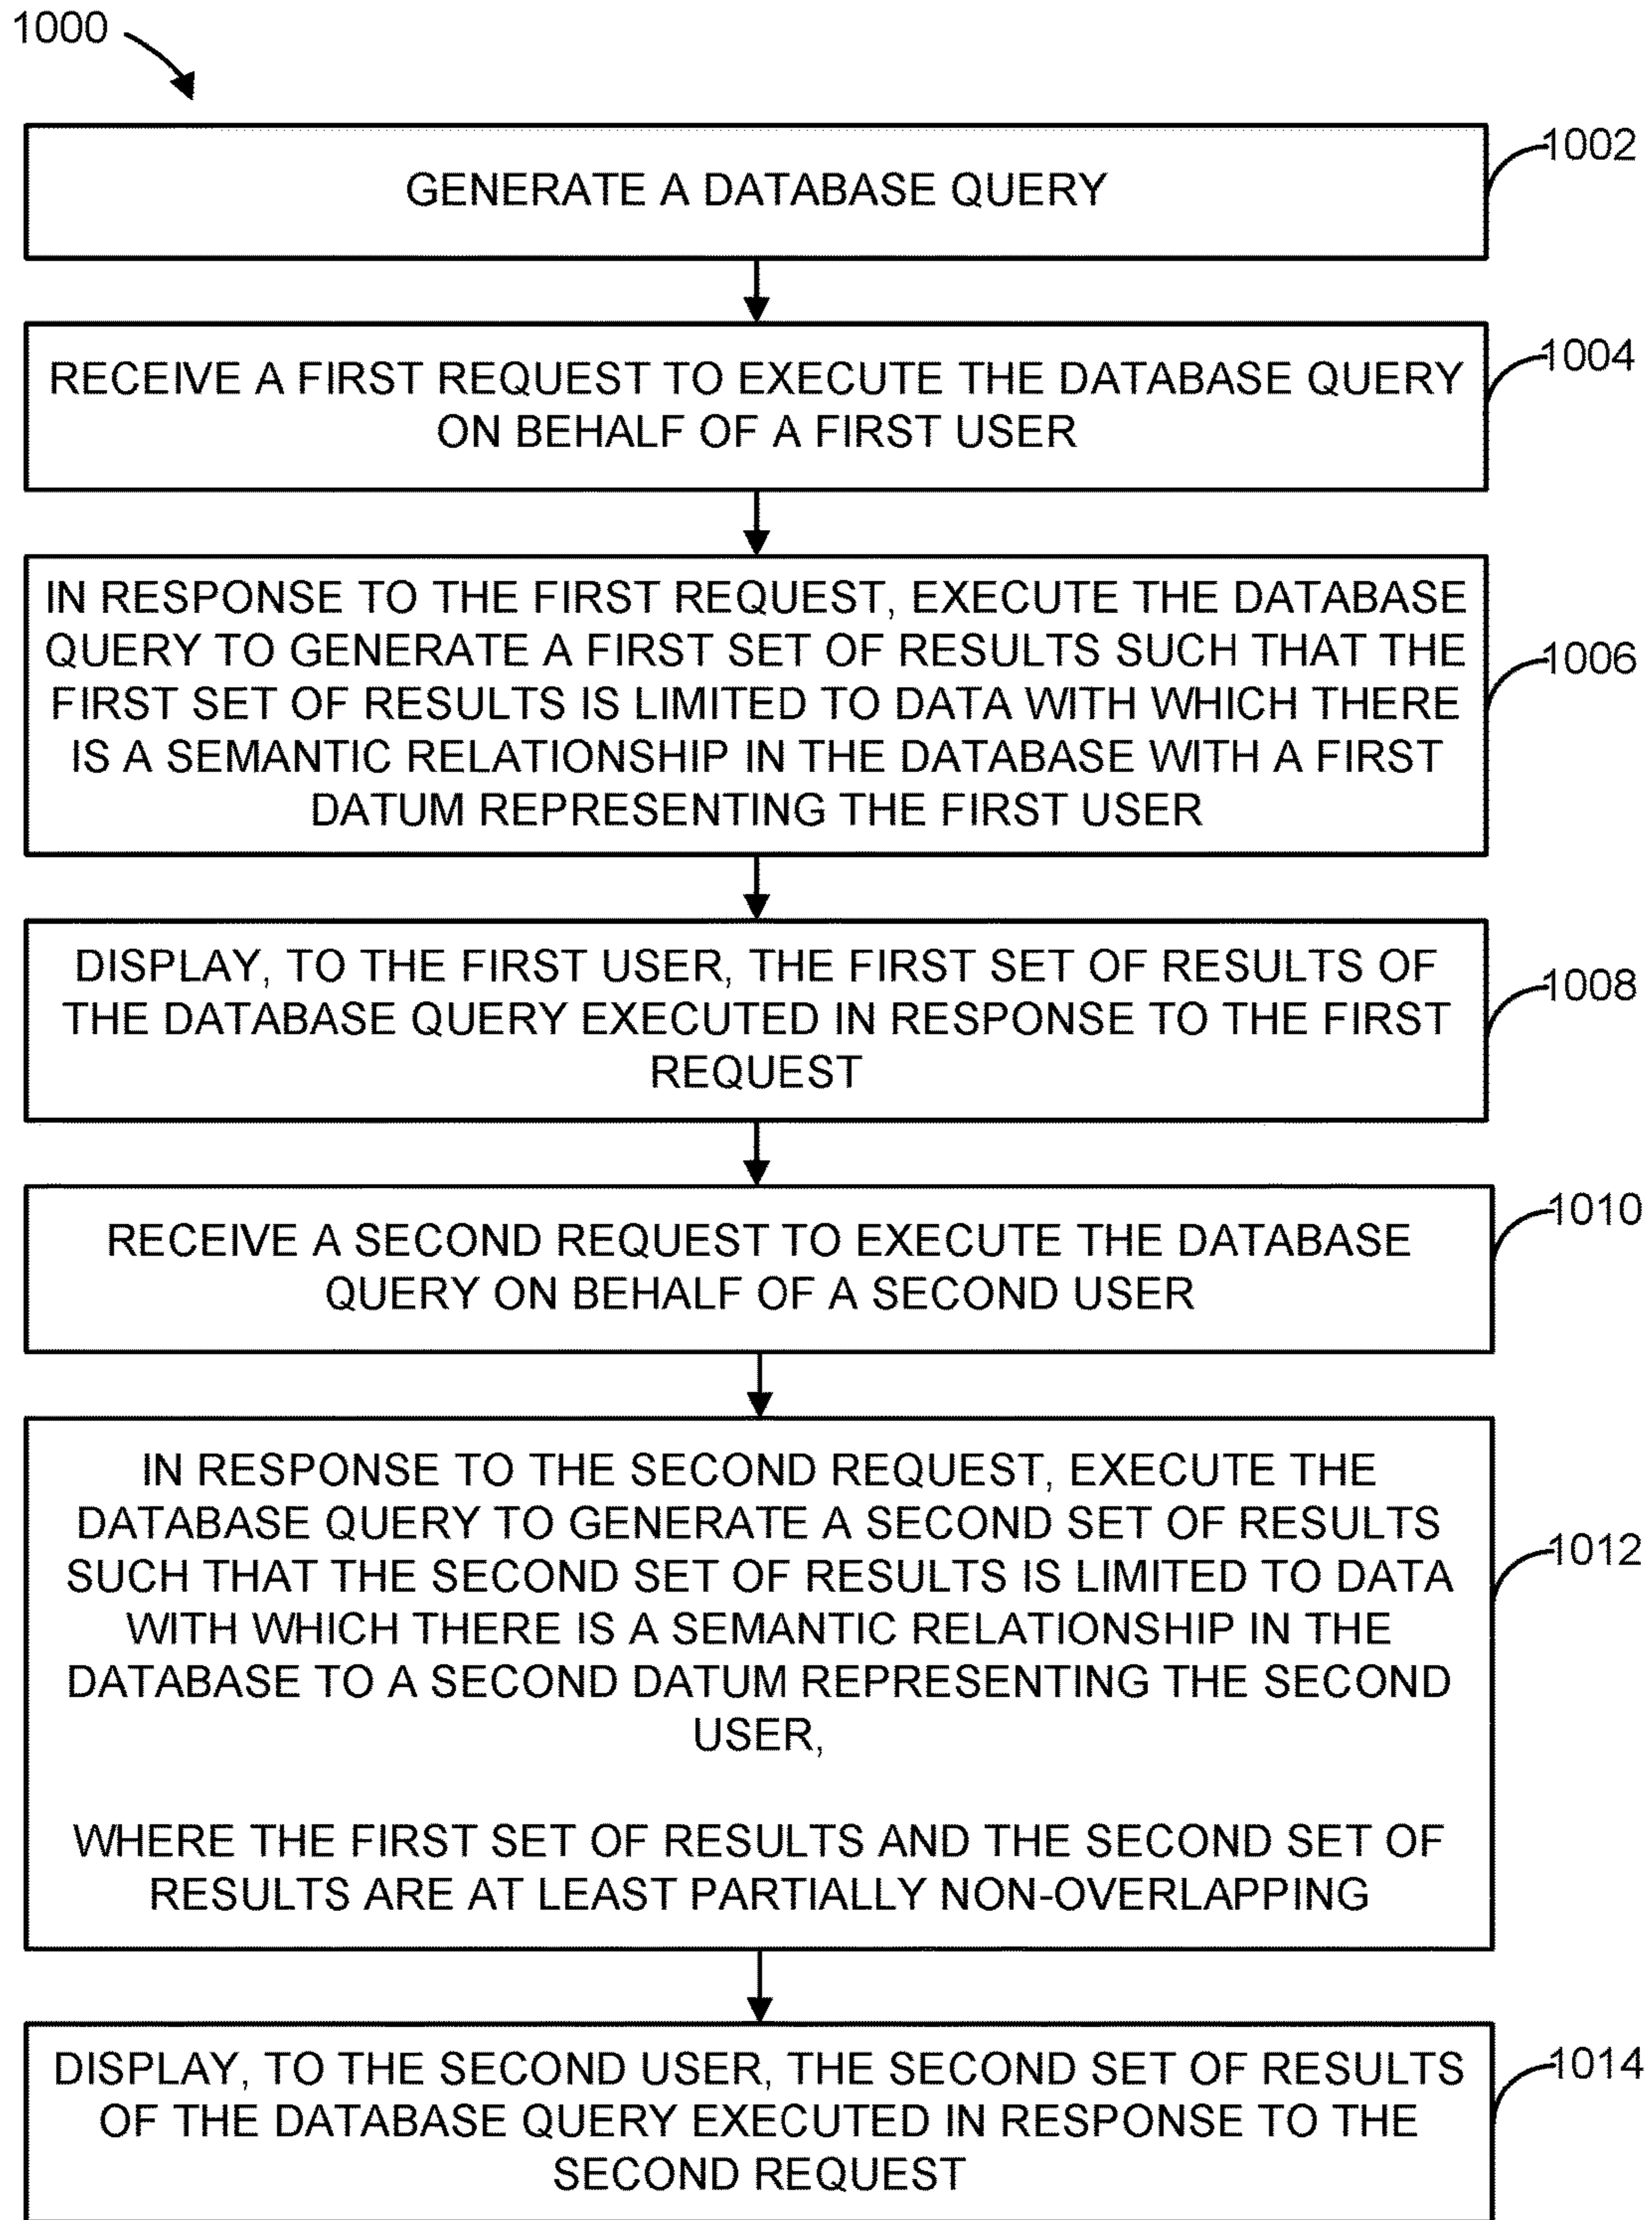 1000
GENERATE A DATABASE QUERY
1002
RECEIVE A FIRST REQUEST TO EXECUTE THE DATABASE QUERY
ON BEHALF OF A FIRST USER
1004
IN RESPONSE TO THE FIRST REQUEST, EXECUTE THE DATABASE
QUERY TO GENERATE A FIRST SET OF RESULTS SUCH THAT THE
FIRST SET OF RESULTS IS LIMITED TO DATA WITH WHICH THERE
IS A SEMANTIC RELATIONSHIP IN THE DATABASE WITH A FIRST
DATUM REPRESENTING THE FIRST USER
1006
DISPLAY, TO THE FIRST USER, THE FIRST SET OF RESULTS OF
THE DATABASE QUERY EXECUTED IN RESPONSE TO THE FIRST
REQUEST
1008
RECEIVE A SECOND REQUEST TO EXECUTE THE DATABASE
QUERY ON BEHALF OF A SECOND USER
1010
IN RESPONSE TO THE SECOND REQUEST, EXECUTE THE
DATABASE QUERY TO GENERATE A SECOND SET OF RESULTS
SUCH THAT THE SECOND SET OF RESULTS IS LIMITED TO DATA
WITH WHICH THERE IS A SEMANTIC RELATIONSHIP IN THE
DATABASE TO A SECOND DATUM REPRESENTING THE SECOND
USER,
WHERE THE FIRST SET OF RESULTS AND THE SECOND SET OF
RESULTS ARE AT LEAST PARTIALLY NON-OVERLAPPING
1012
DISPLAY, TO THE SECOND USER, THE SECOND SET OF RESULTS
OF THE DATABASE QUERY EXECUTED IN RESPONSE TO THE
SECOND REQUEST
1014